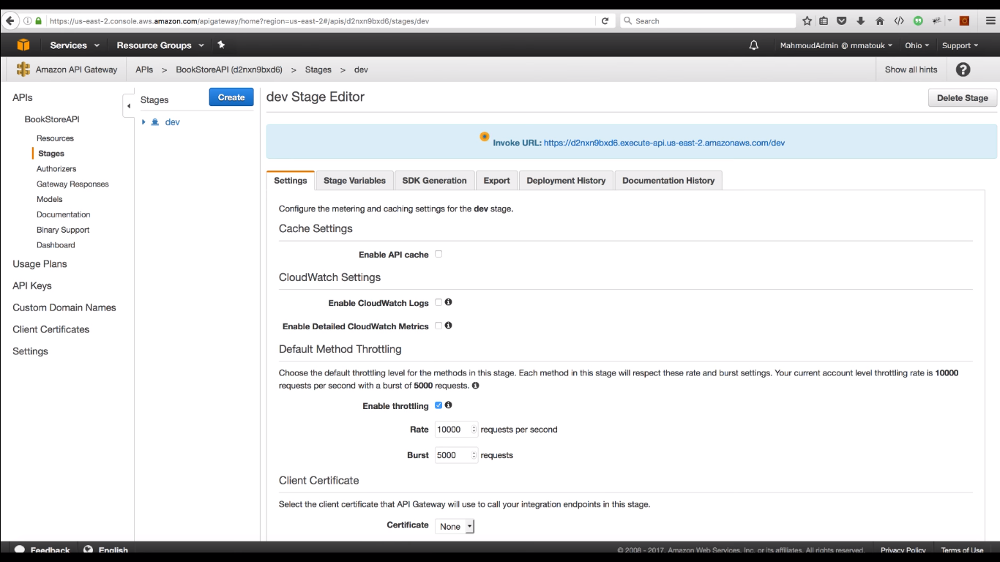 https://us-east-2.console.aws.amazon.com/apigateway/home?region=us-east-2#/apis/d2nxn9bxd6/stages/dev
Search
Services
Resource Groups
MahmoudAdmin @ mmatouk
Ohio
Support
Amazon API Gateway
APIs > BookStoreAPI (d2nxn9bxd6) > Stages > dev
Show all hints
APIs
BookStoreAPI
Resources
Stages
Authorizers
Gateway Responses
Models
Documentation
Binary Support
Dashboard
Usage Plans
API Keys
Custom Domain Names
Client Certificates
Settings
Stages
Create
dev
dev Stage Editor
Delete Stage
Invoke URL: https://d2nxn9bxd6.execute-api.us-east-2.amazonaws.com/dev
Settings
Stage Variables
SDK Generation
Export
Deployment History
Documentation History
Configure the metering and caching settings for the dev stage.
Cache Settings
Enable API cache
CloudWatch Settings
Enable CloudWatch Logs
Enable Detailed CloudWatch Metrics
Default Method Throttling
Choose the default throttling level for the methods in this stage. Each method in this stage will respect these rate and burst settings. Your current account level throttling rate is 10000
requests per second with a burst of 5000 requests.
Enable throttling
Rate 10000 requests per second
Burst 5000 requests
Client Certificate
Select the client certificate that API Gateway will use to call your integration endpoints in this stage.
Certificate None
Feedback
English
© 2008 - 2017, Amazon Web Services, Inc. or its affiliates. All rights reserved.
Privacy Policy
Terms of Use